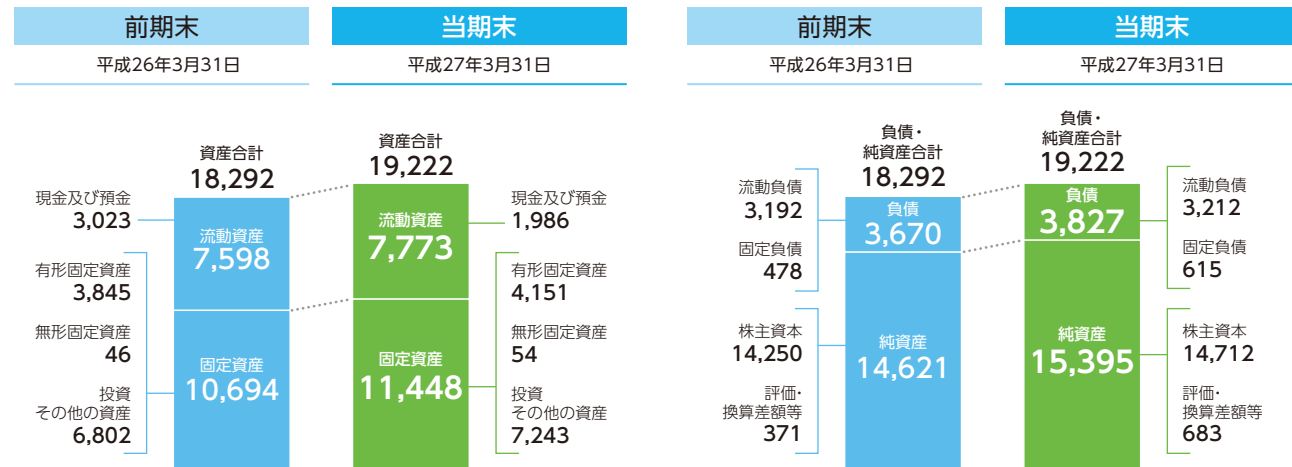 前期末
平成26年3月31日
当期末
平成27年3月31日
資産合計
18,292
現金及び預金
3,023
流動資産
7,598
有形固定資産
3,845
無形固定資産
46
投資
その他の資産
6,802
固定資産
10,694
資産合計
19,222
流動資産
7,773
現金及び預金
1,986
固定資産
11,448
有形固定資産
4,151
無形固定資産
54
投資
その他の資産
7,243
前期末
平成26年3月31日
当期末
平成27年3月31日
負債・
純資産合計
18,292
流動負債
3,192
固定負債
478
負債
3,670
株主資本
14,250
評価・
換算差額等
371
純資産
14,621
負債・
純資産合計
19,222
負債
3,827
流動負債
3,212
固定負債
615
純資産
15,395
株主資本
14,712
評価・
換算差額等
683